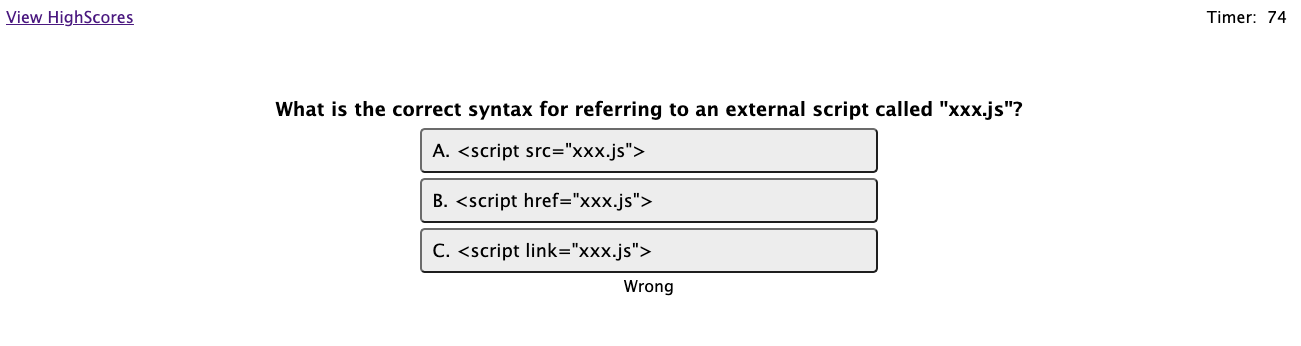 View HighScores
Timer: 74
What is the correct syntax for referring to an external script called "xxx.js"?
A. <script src="xxx.js">
B. <script href="xxx.js">
C. <script link="xxx.js">
Wrong